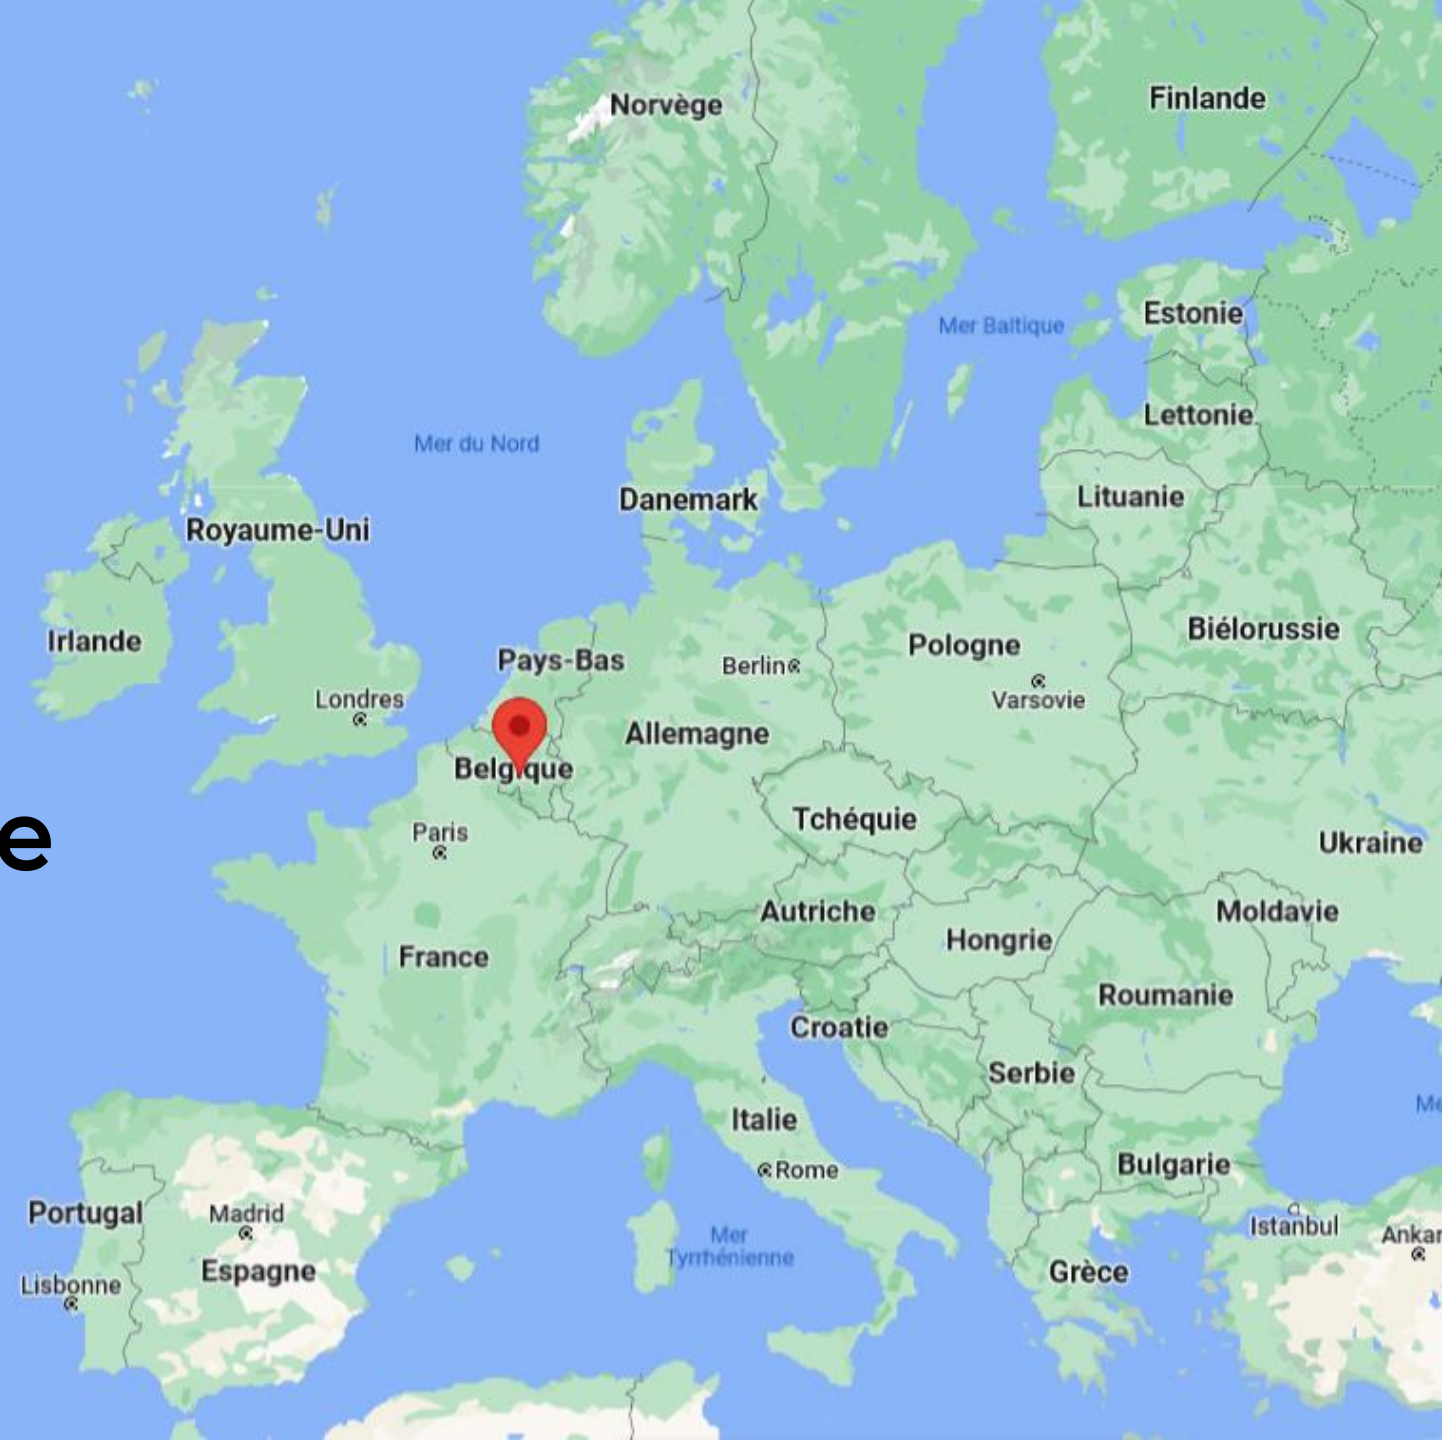 Norvège
Finlande
Estonie
Mer Baltique
Lettonie
Mer du Nord
Lituanie
Danemark
Royaume-Uni
Biélorussie
Irlande
Pologne
Pays-Bas
Berlin
Varsovie
Londres
Allemagne
Belgique
Tchéquie
Paris
e
Ukraine
Autriche
Moldavie
Hongrie
France
Roumanie
Croatie
Serbie
Me
Italie
Bulgarie
Rome
Portugal
Madrid
Istanbul
Mer
Tyrrhénienne
Ankar
Espagne
Grèce
Lisbonne